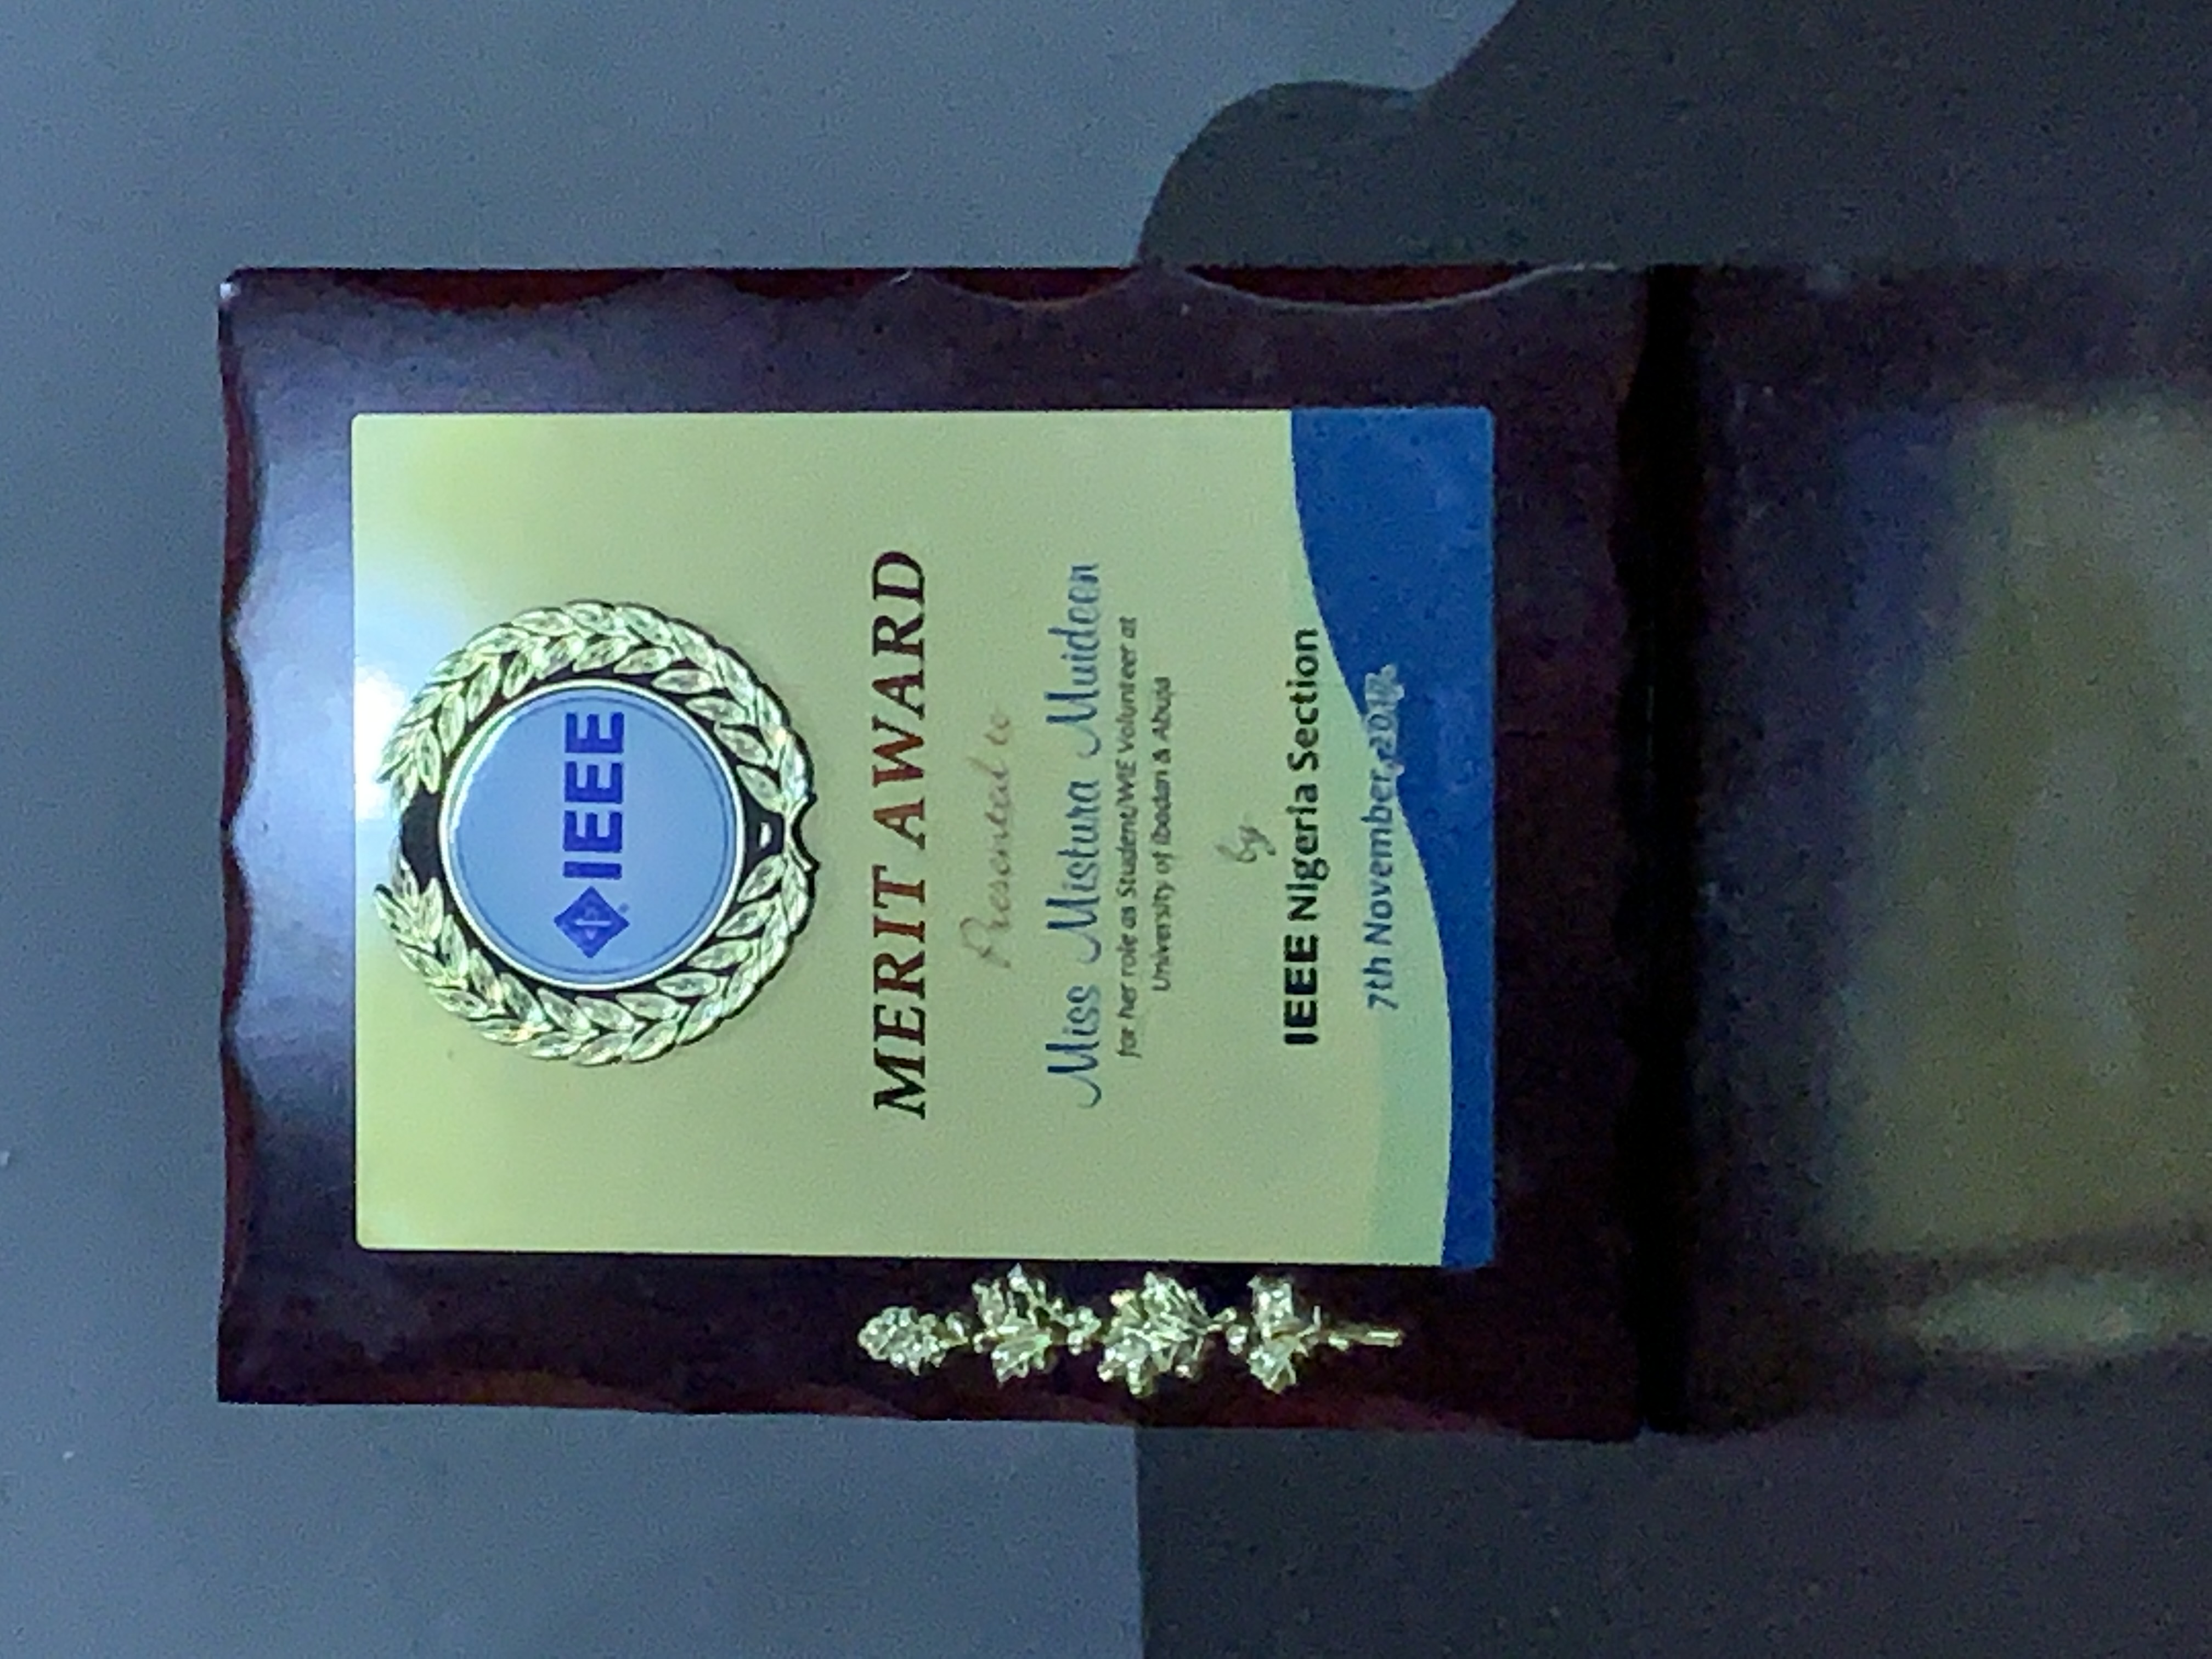 IEEE
MERIT AWARD
Presented to
Miss Mistura Muideen
for her role as Student/WIE Volunteer at
University of Ibadan & Abuja
by
IEEE Nigeria Section
7th November,